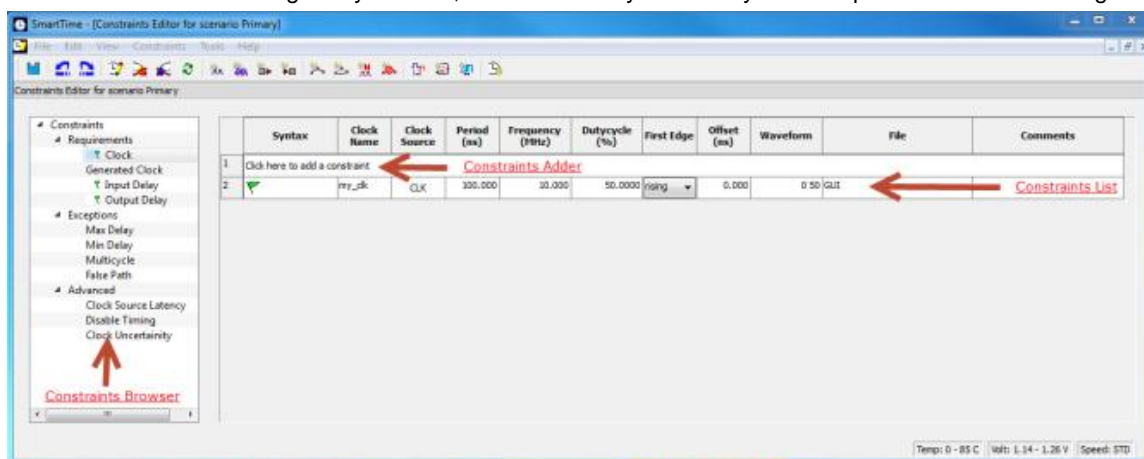 SmartTime - [Constraints Editor for scenario Primary]
File Edit View Constraints Tools Help
Constraints Editor for scenario Primary
Constraints
Requirements
Clock
Generated Clock
Input Delay
Output Delay
Exceptions
Max Delay
Min Delay
Multicycle
False Path
Advanced
Clock Source Latency
Disable Timing
Clock Uncertainity
Constraints Browser
Syntax Clock Name Clock Source Period (ns) Frequency (MHz) Dutycycle (%) First Edge Offset (ns) Waveform File Comments
1 Click here to add a constraint Constraints Adder
2 my_clk CLK 100.000 10.000 50.0000 rising 0.000 0 50 GUI Constraints List
Temp: 0 - 85 C Volt: 1.14 - 1.26 V Speed: STD